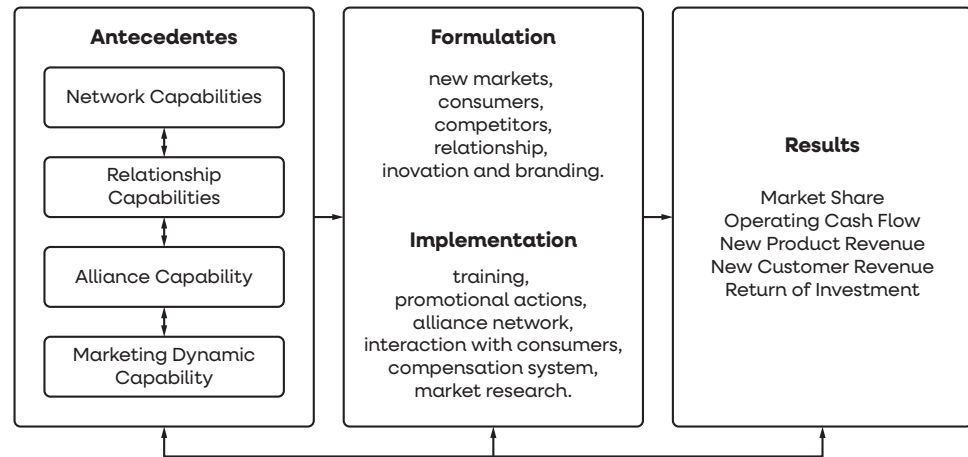 Antecedentes
Network Capabilities
Relationship
Capabilities
Alliance Capability
Marketing Dynamic
Capability
Formulation
new markets,
consumers,
competitors,
relationship,
inovation and branding.
Implementation
training,
promotional actions,
alliance network,
interaction with consumers,
compensation system,
market research.
Results
Market Share
Operating Cash Flow
New Product Revenue
New Customer Revenue
Return of Investment